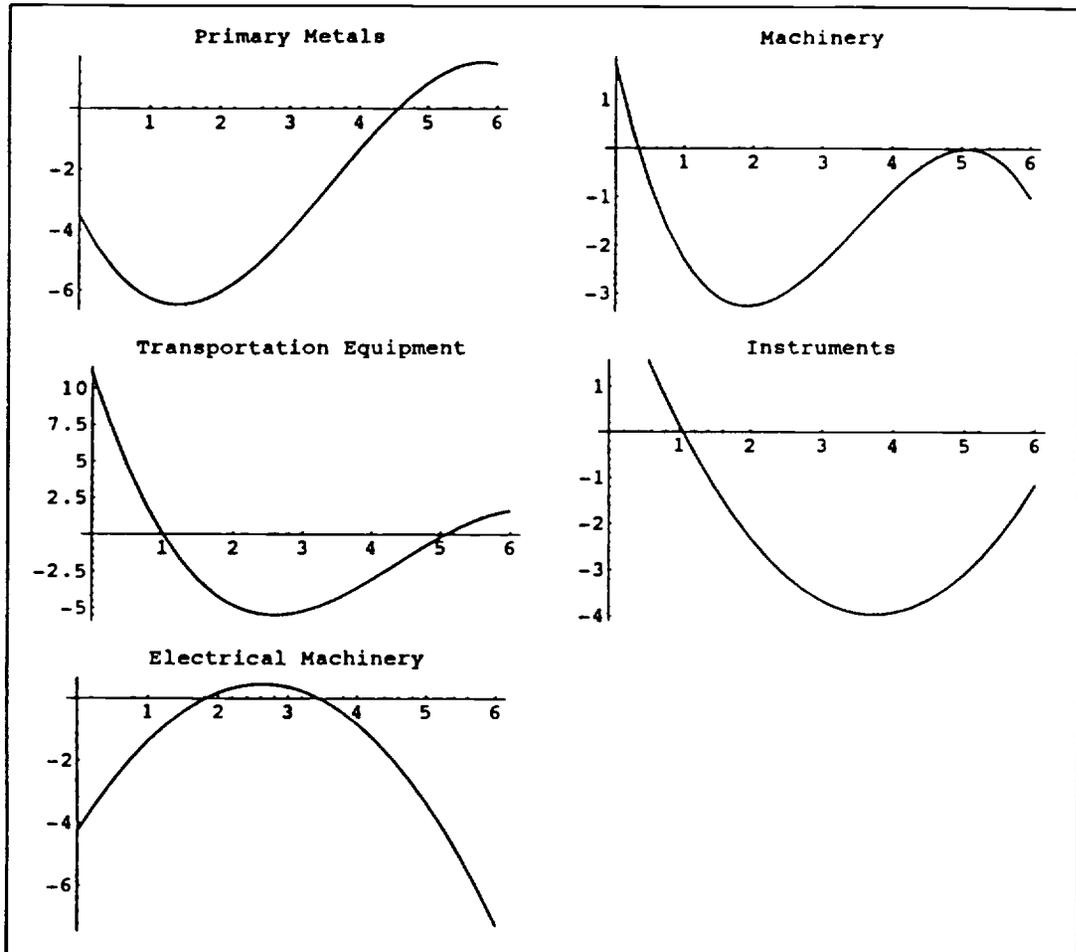 Primary Metals
1 2 3 4 5 6
-2
-4
-6
Machinery
1
1 2 3 4 5 6
-1
-2
-3
Transportation Equipment
10
7.5
5
2.5
1 2 3 4 5 6
-2.5
-5
Instruments
1
1 2 3 4 5 6
-1
-2
-3
-4
Electrical Machinery
1 2 3 4 5 6
-2
-4
-6